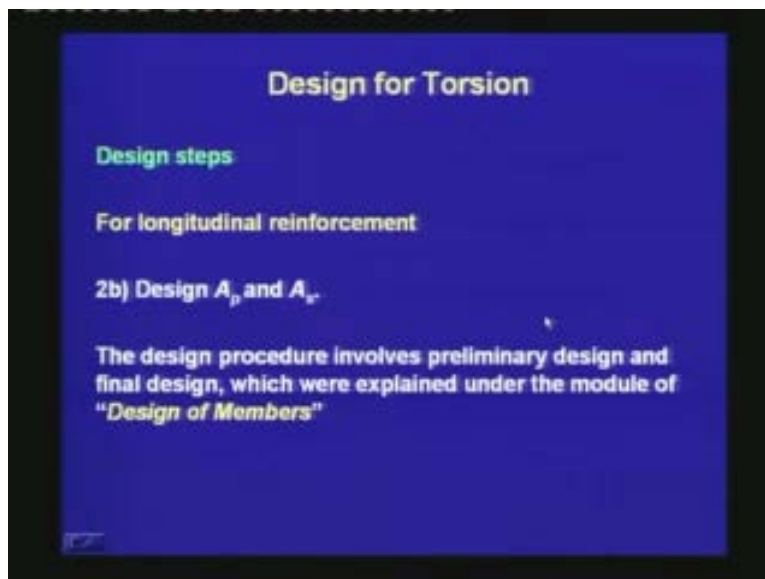 Design for Torsion
Design steps
For longitudinal reinforcement
2b) Design Ap and As.
The design procedure involves preliminary design and
final design, which were explained under the module of
“Design of Members”